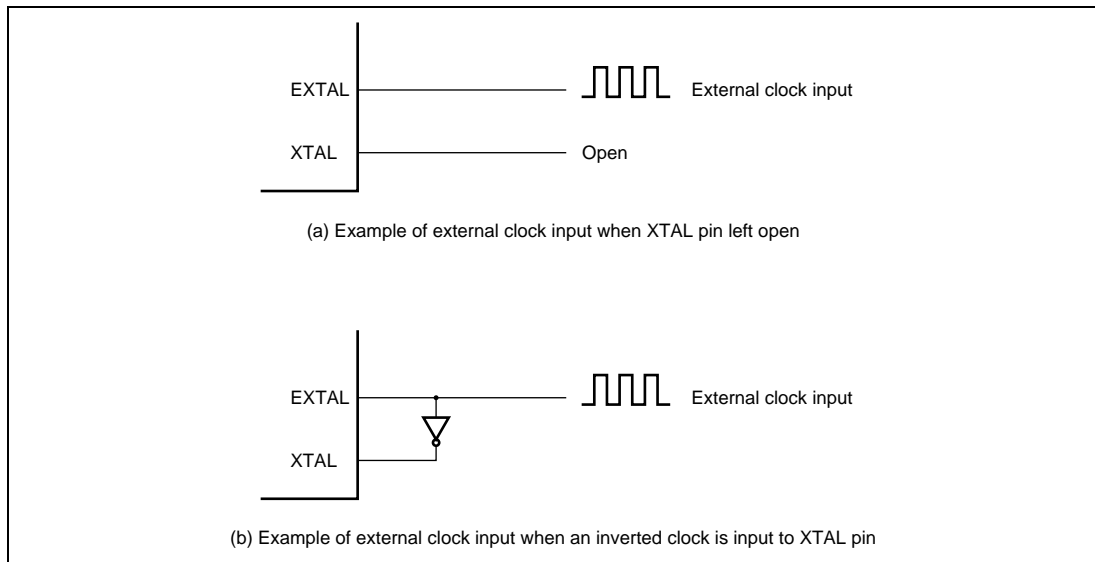 EXTAL
External clock input
XTAL
Open
(a) Example of external clock input when XTAL pin left open
EXTAL
External clock input
XTAL
(b) Example of external clock input when an inverted clock is input to XTAL pin